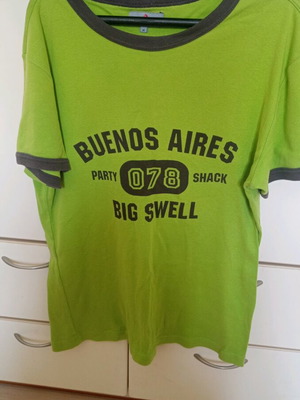 BUENOS AIRES
PARTY 078 SHACK
BIG SWELL